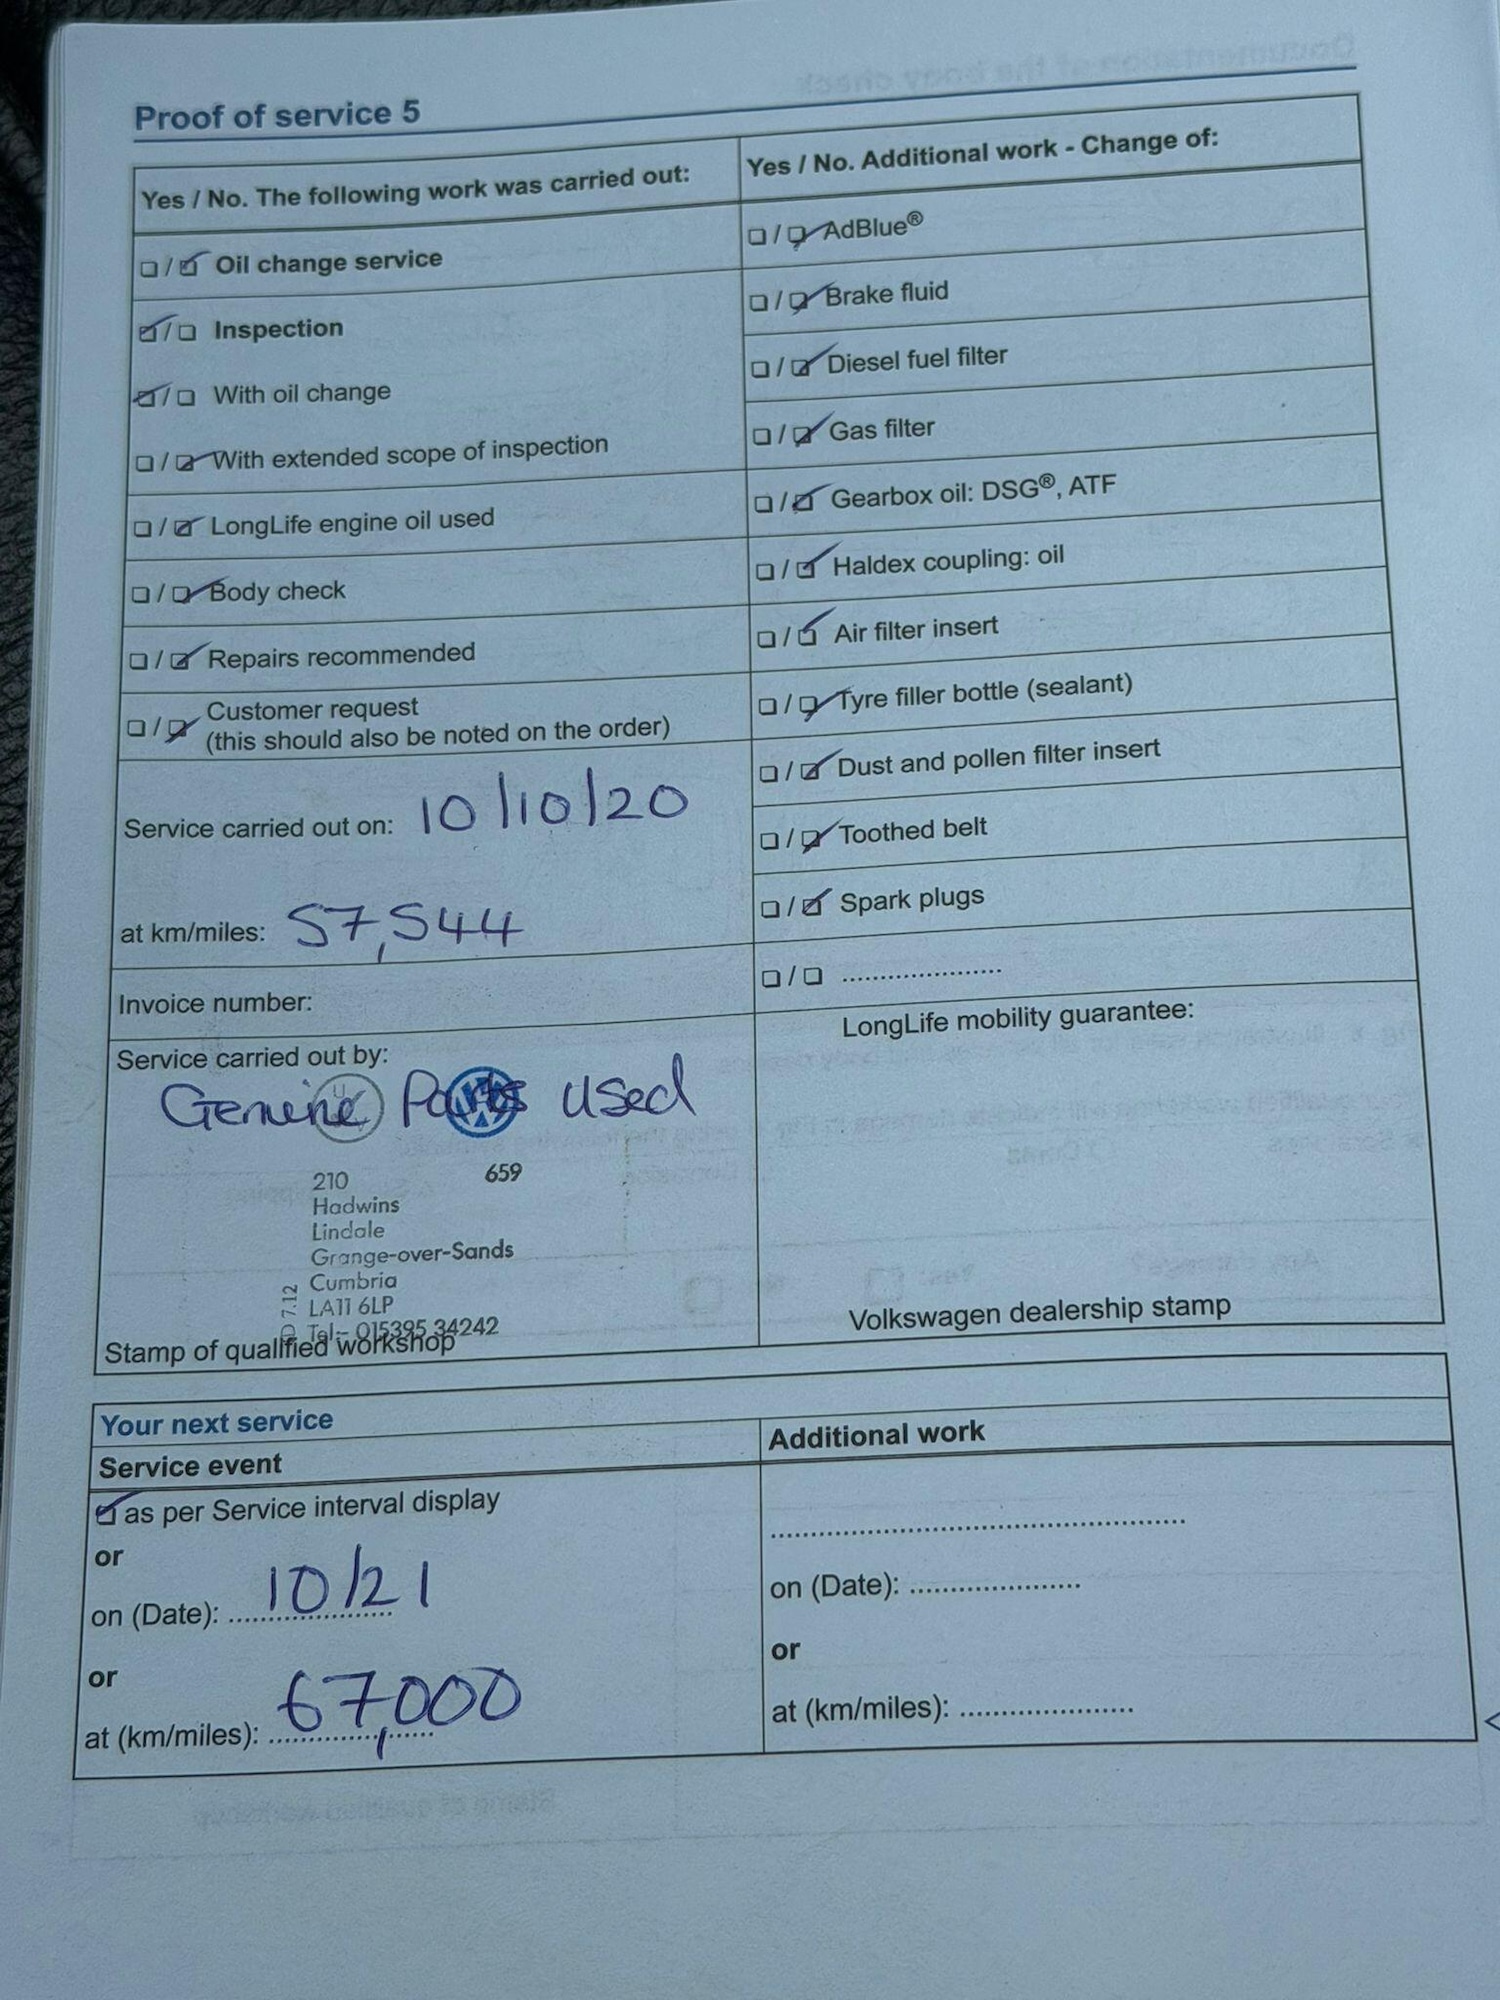 Proof of service 5
Yes / No. The following work was carried out:
☐ / ☑ Oil change service
☑ / ☐ Inspection
☑ / ☐ With oil change
☐ / ☑ With extended scope of inspection
☐ / ☑ LongLife engine oil used
☐ / ☑ Body check
☐ / ☑ Repairs recommended
☐ / ☑ Customer request
(this should also be noted on the order)
Service carried out on: 10/10/20
at km/miles: 57,544
Invoice number:
Service carried out by:
Genuine Parts used
210 659
Hadwins
Lindale
Grange-over-Sands
Cumbria
LA11 6LP
Tel:- 015395 34242
D 7.12
Stamp of qualified workshop
Yes / No. Additional work - Change of:
☐ / ☑ AdBlue®
☐ / ☑ Brake fluid
☐ / ☑ Diesel fuel filter
☐ / ☑ Gas filter
☐ / ☑ Gearbox oil: DSG®, ATF
☐ / ☑ Haldex coupling: oil
☐ / ☑ Air filter insert
☐ / ☑ Tyre filler bottle (sealant)
☐ / ☑ Dust and pollen filter insert
☐ / ☑ Toothed belt
☐ / ☑ Spark plugs
☐ / ☐ .....................
LongLife mobility guarantee:
Volkswagen dealership stamp
Your next service
Service event
☑ as per Service interval display
or
on (Date): 10/21
or
at (km/miles): 67,000
Additional work
on (Date): .....................
or
at (km/miles): .....................